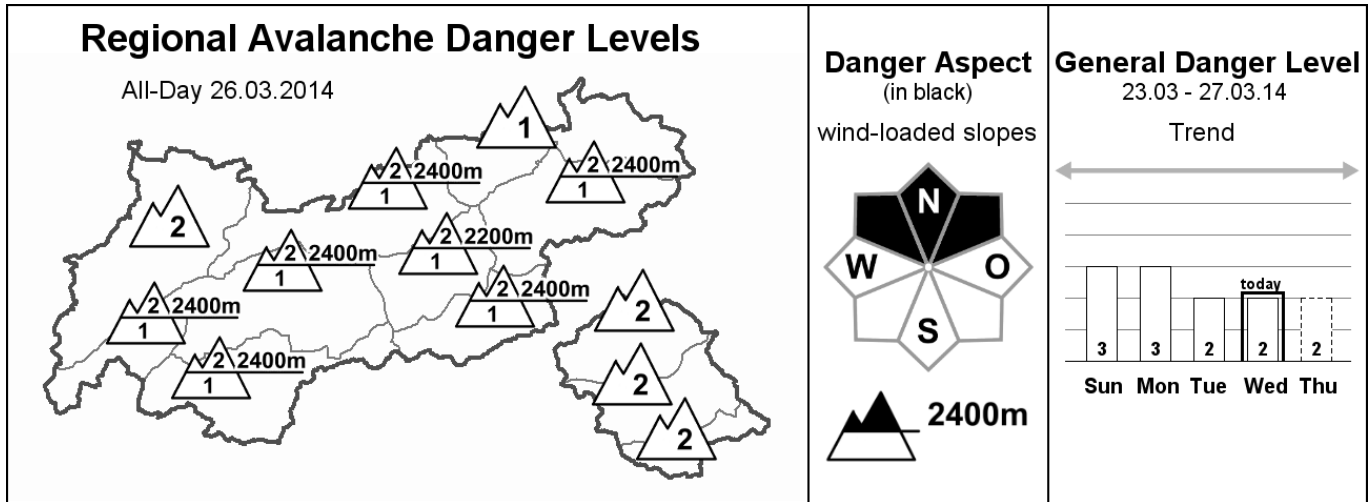 Regional Avalanche Danger Levels
All-Day 26.03.2014
1
2 2400m
1
2 2400m
1
2
2 2400m
1
2 2200m
1
2 2400m
1
2 2400m
1
2 2400m
1
2
2
2
Danger Aspect
(in black)
wind-loaded slopes
N
W
O
S
2400m
General Danger Level
23.03 - 27.03.14
Trend
today
3 3 2 2 2
Sun Mon Tue Wed Thu